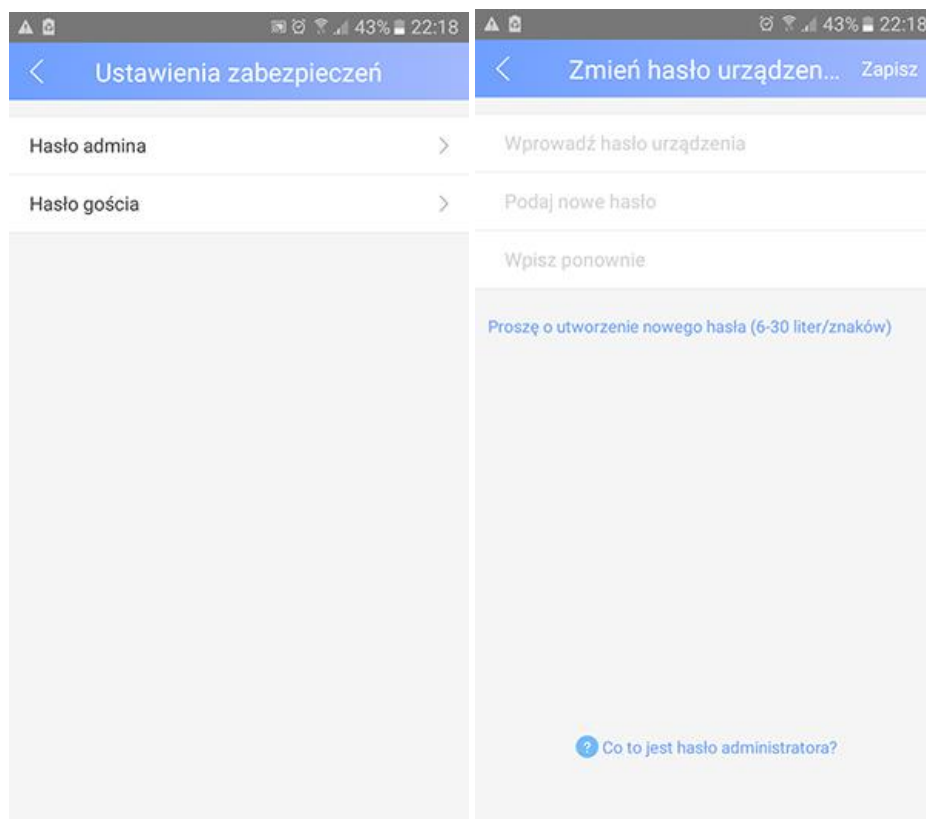 43% 22:18
Ustawienia zabezpieczeń
Hasło admina
Hasło gościa
43% 22:18
Zmień hasło urządzen... Zapisz
Wprowadź hasło urządzenia
Podaj nowe hasło
Wpisz ponownie
Proszę o utworzenie nowego hasła (6-30 liter/znaków)
? Co to jest hasło administratora?